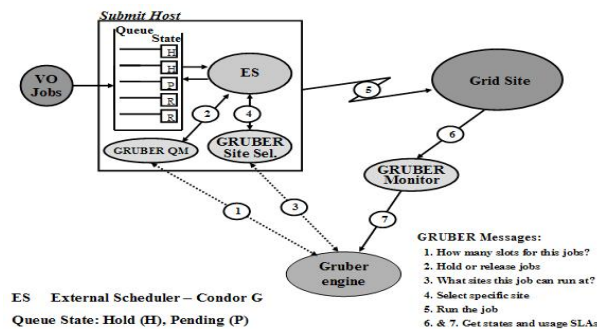 Submit Host
Queue
State
H
H
P
R
R
VO
Jobs
ES
Grid Site
2
4
5
GRUBER QM
GRUBER
Site Sel.
6
GRUBER
Monitor
1
3
7
Gruber
engine
GRUBER Messages:
1. How many slots for this jobs?
2. Hold or release jobs
3. What sites this job can run at?
4. Select specific site
5. Run the job
6. & 7. Get states and usage SLAs
ES External Scheduler – Condor G
Queue State: Hold (H), Pending (P)